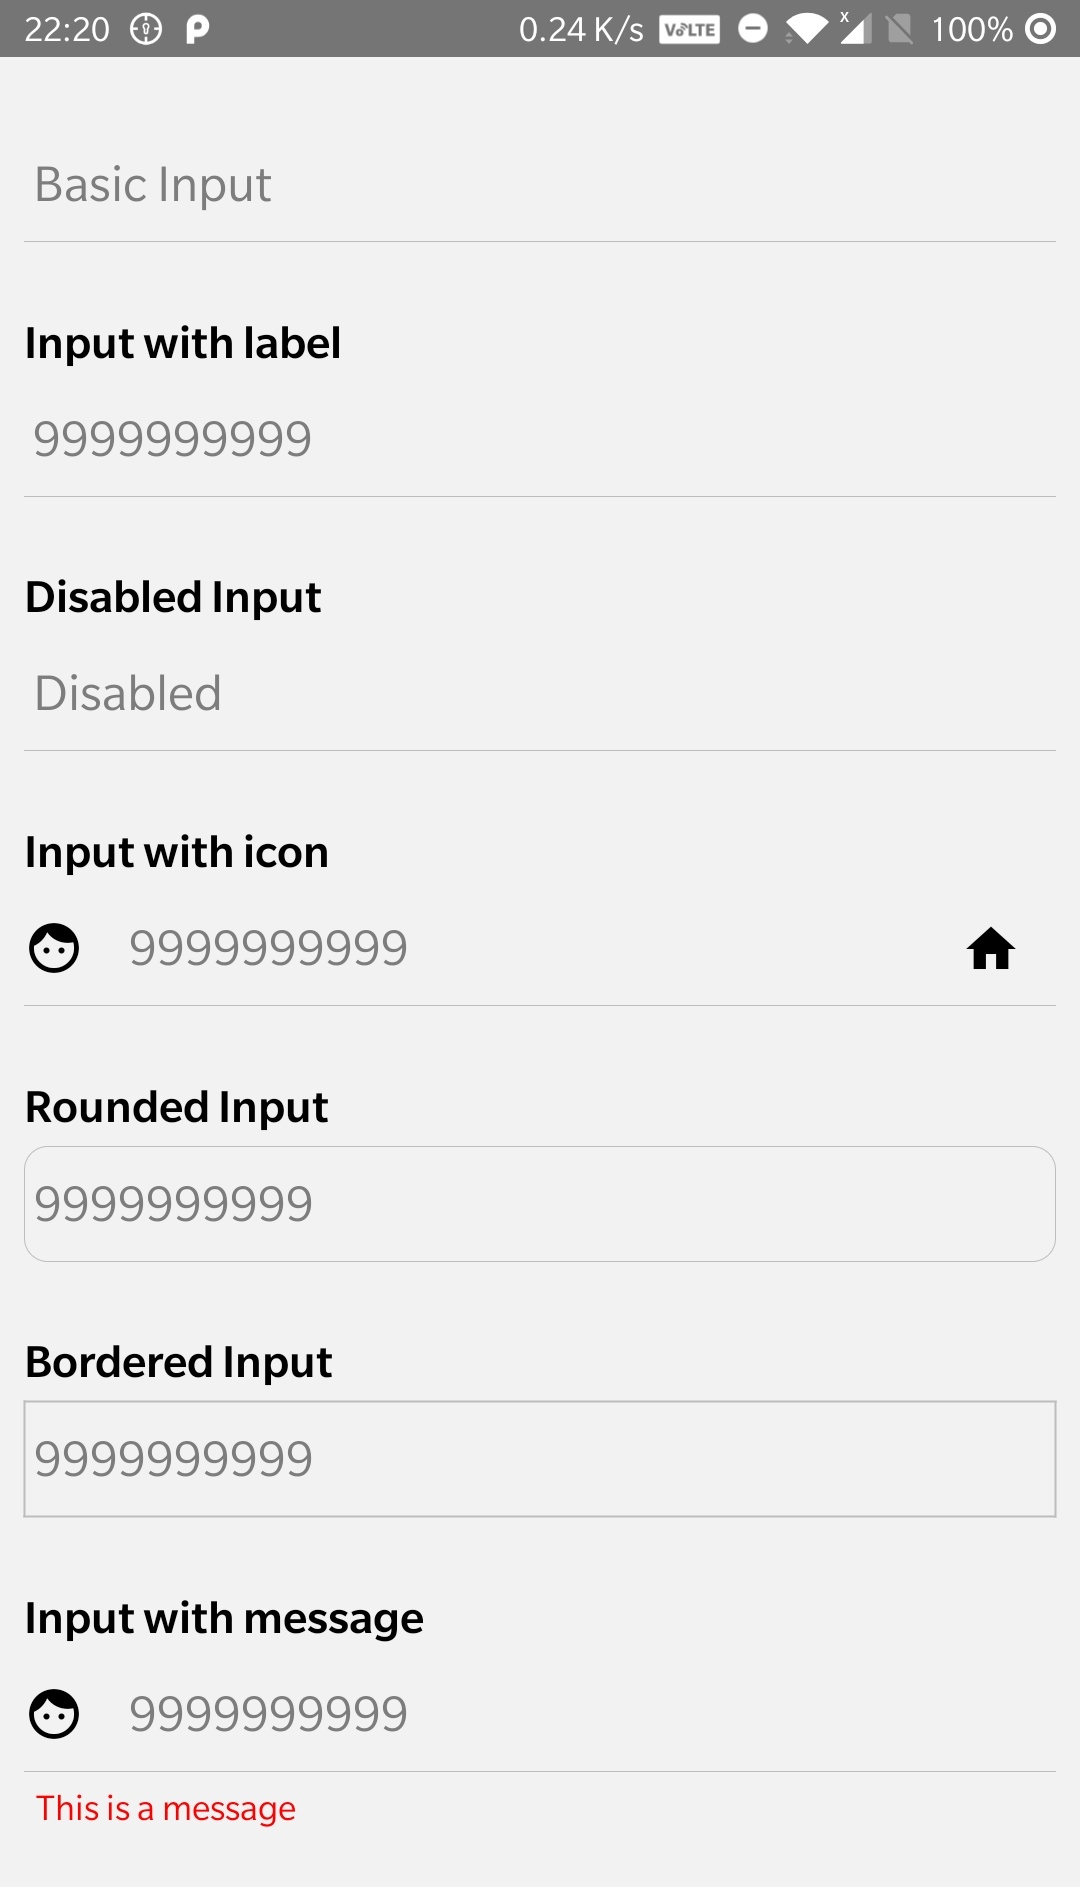 22:20 0.24 K/s VoLTE x 100%
Basic Input
Input with label
9999999999
Disabled Input
Disabled
Input with icon
9999999999
Rounded Input
9999999999
Bordered Input
9999999999
Input with message
9999999999
This is a message